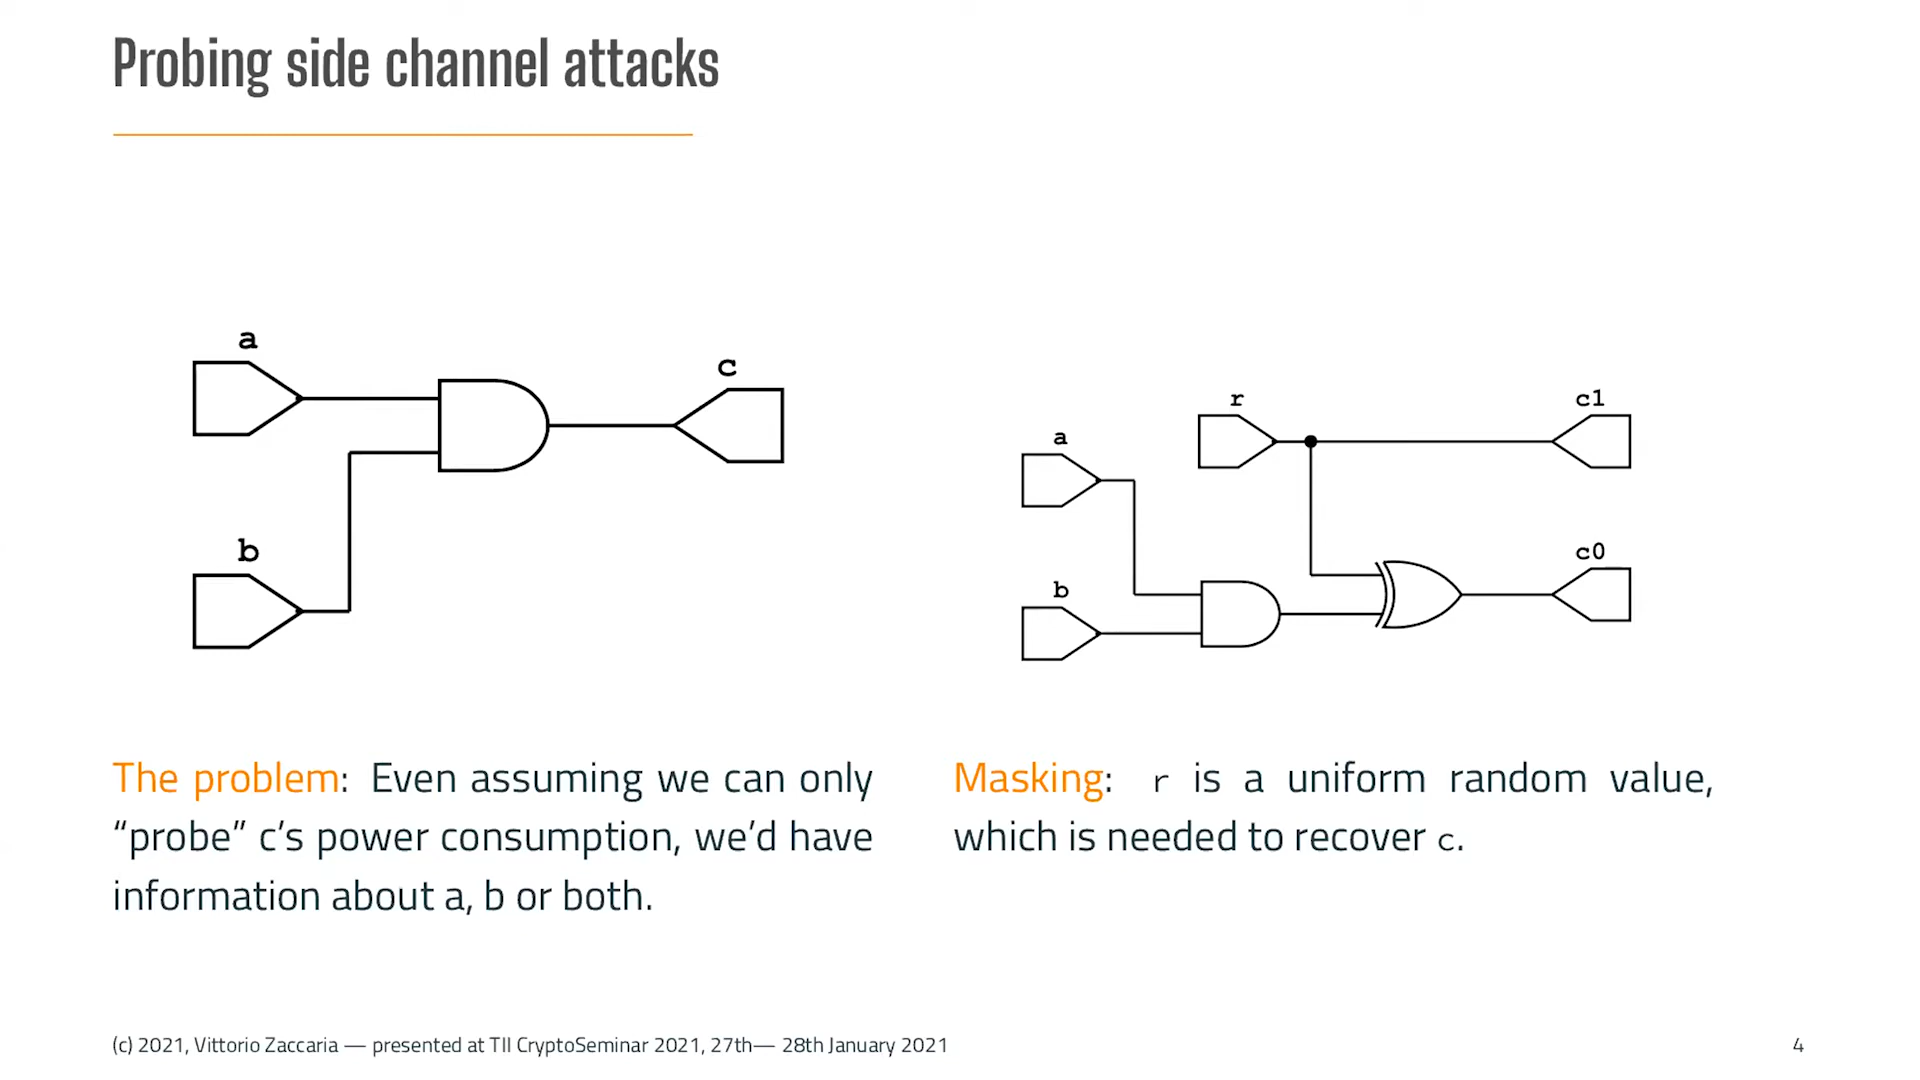 Probing side channel attacks
a
c
b
r
c1
a
c0
b
The problem: Even assuming we can only
“probe” c’s power consumption, we’d have
information about a, b or both.
Masking: r is a uniform random value,
which is needed to recover c.
(c) 2021, Vittorio Zaccaria — presented at TII CryptoSeminar 2021, 27th— 28th January 2021
4